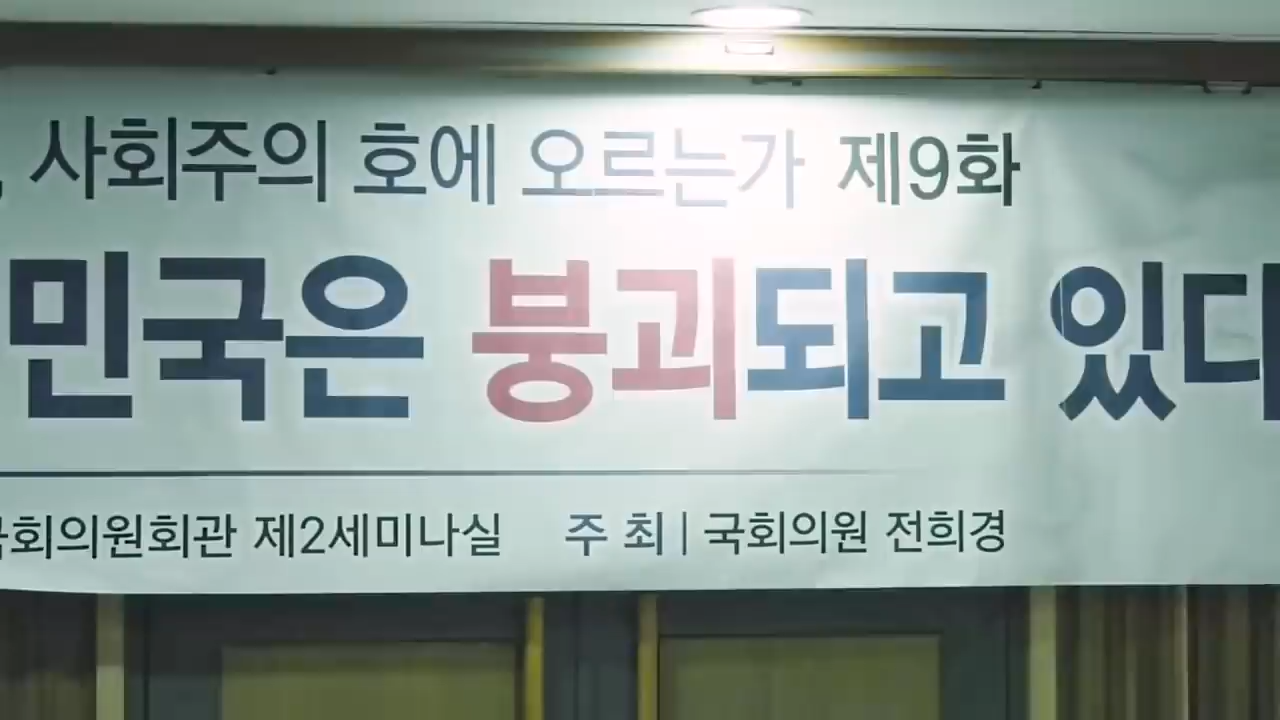 , 사회주의 호에 오르는가 제9화
민국은 붕괴되고 있다
국회의원회관 제2세미나실 주 최 | 국회의원 전희경